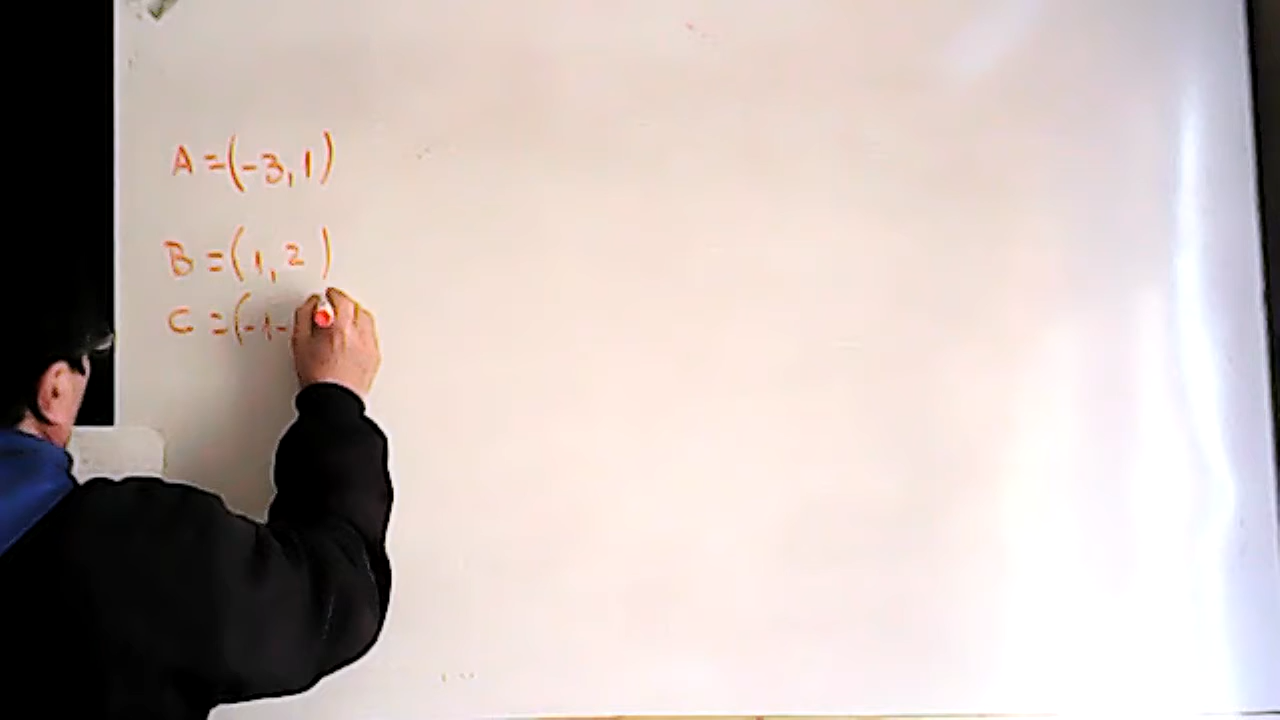 A = (-3, 1)
B = (1, 2)
C = (-1 -